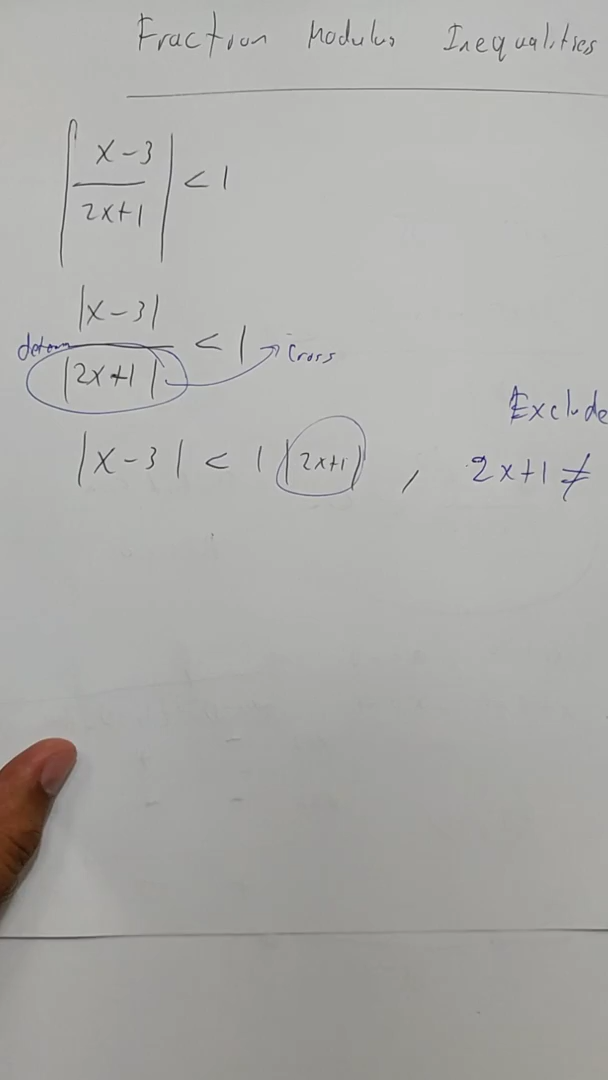 Fraction Modulus Inequalities
| x-3 / 2x+1 | < 1
|x-3| / |2x+1| < 1
Cross
Exclude
|x-3| < 1 |2x+1| , 2x+1 ≠